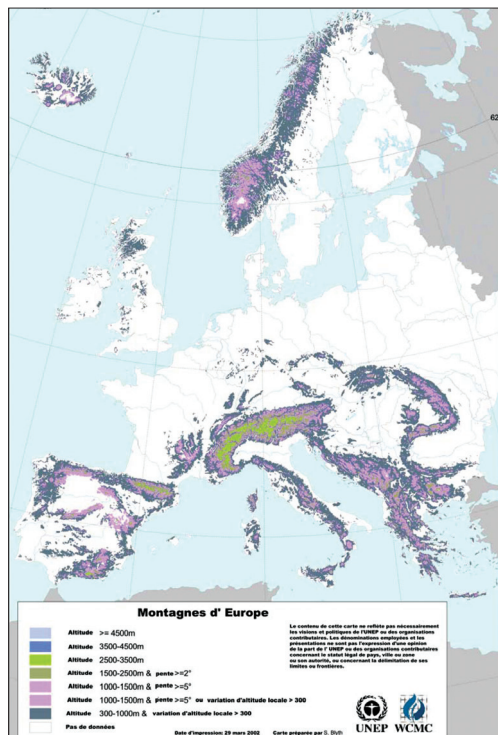 62
Montagnes d' Europe
Altitude >= 4500m
Altitude 3500-4500m
Altitude 2500-3500m
Altitude 1500-2500m & pente >=2°
Altitude 1000-1500m & pente >=5°
Altitude 1000-1500m & pente >=5° ou variation d'altitude locale > 300
Altitude 300-1000m & variation d'altitude locale > 300
Pas de données
Le contenu de cette carte ne reflète pas nécessairement
les visions et politiques de l'UNEP ou des organisations
contributaires. Les dénominations employées et les
présentations ne sont pas l'expression d'une opinion
de la part de l' UNEP ou des organisations contributaires
concernant le statut légal de pays, ville ou zone
ou son autorité, ou concernant la délimitation de ses
limites ou frontières.
UNEP WCMC
Date d'impression: 29 mars 2002 Carte préparée par S. Blyth